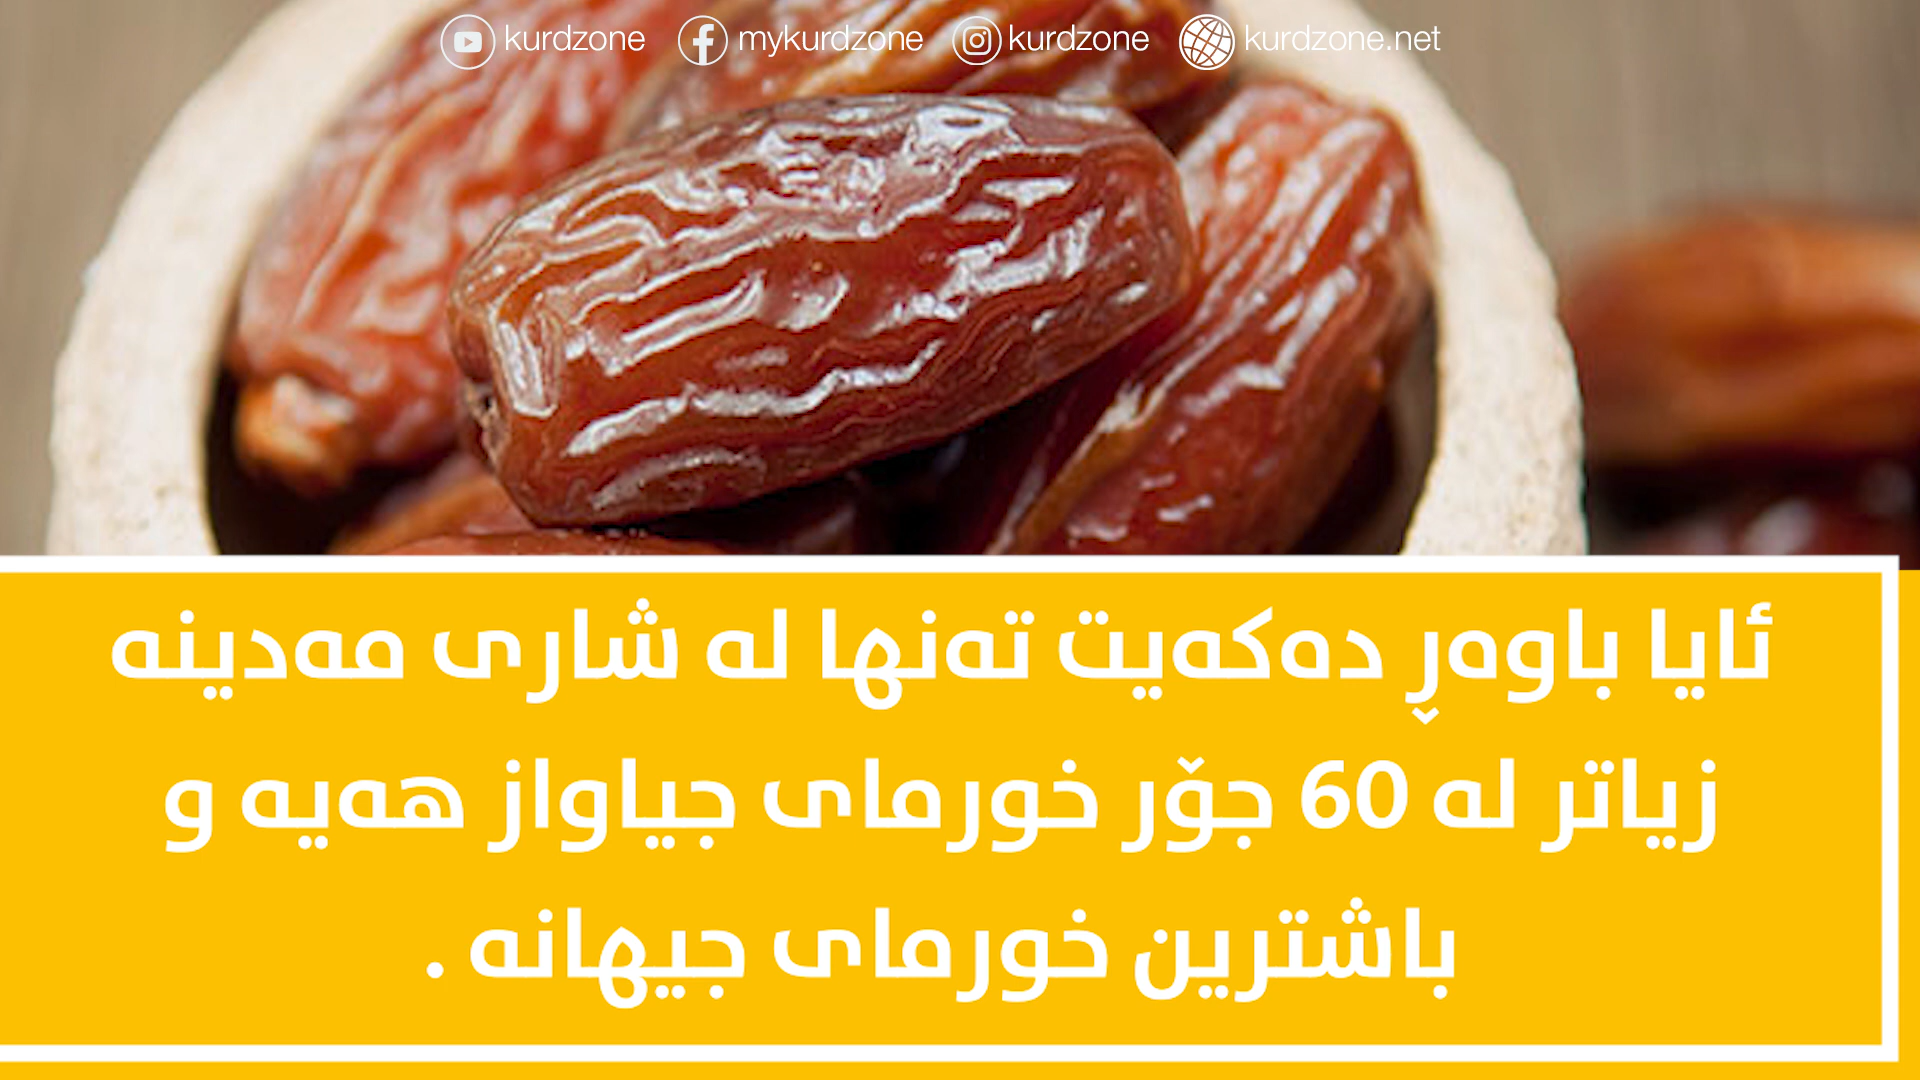 kurdzone mykurdzone kurdzone kurdzone.net
ئایا باوەڕ دەکەیت تەنها لە شاری مەدینە
زیاتر لە 60 جۆر خورمای جیاواز هەیە و
باشترین خورمای جیهانە .